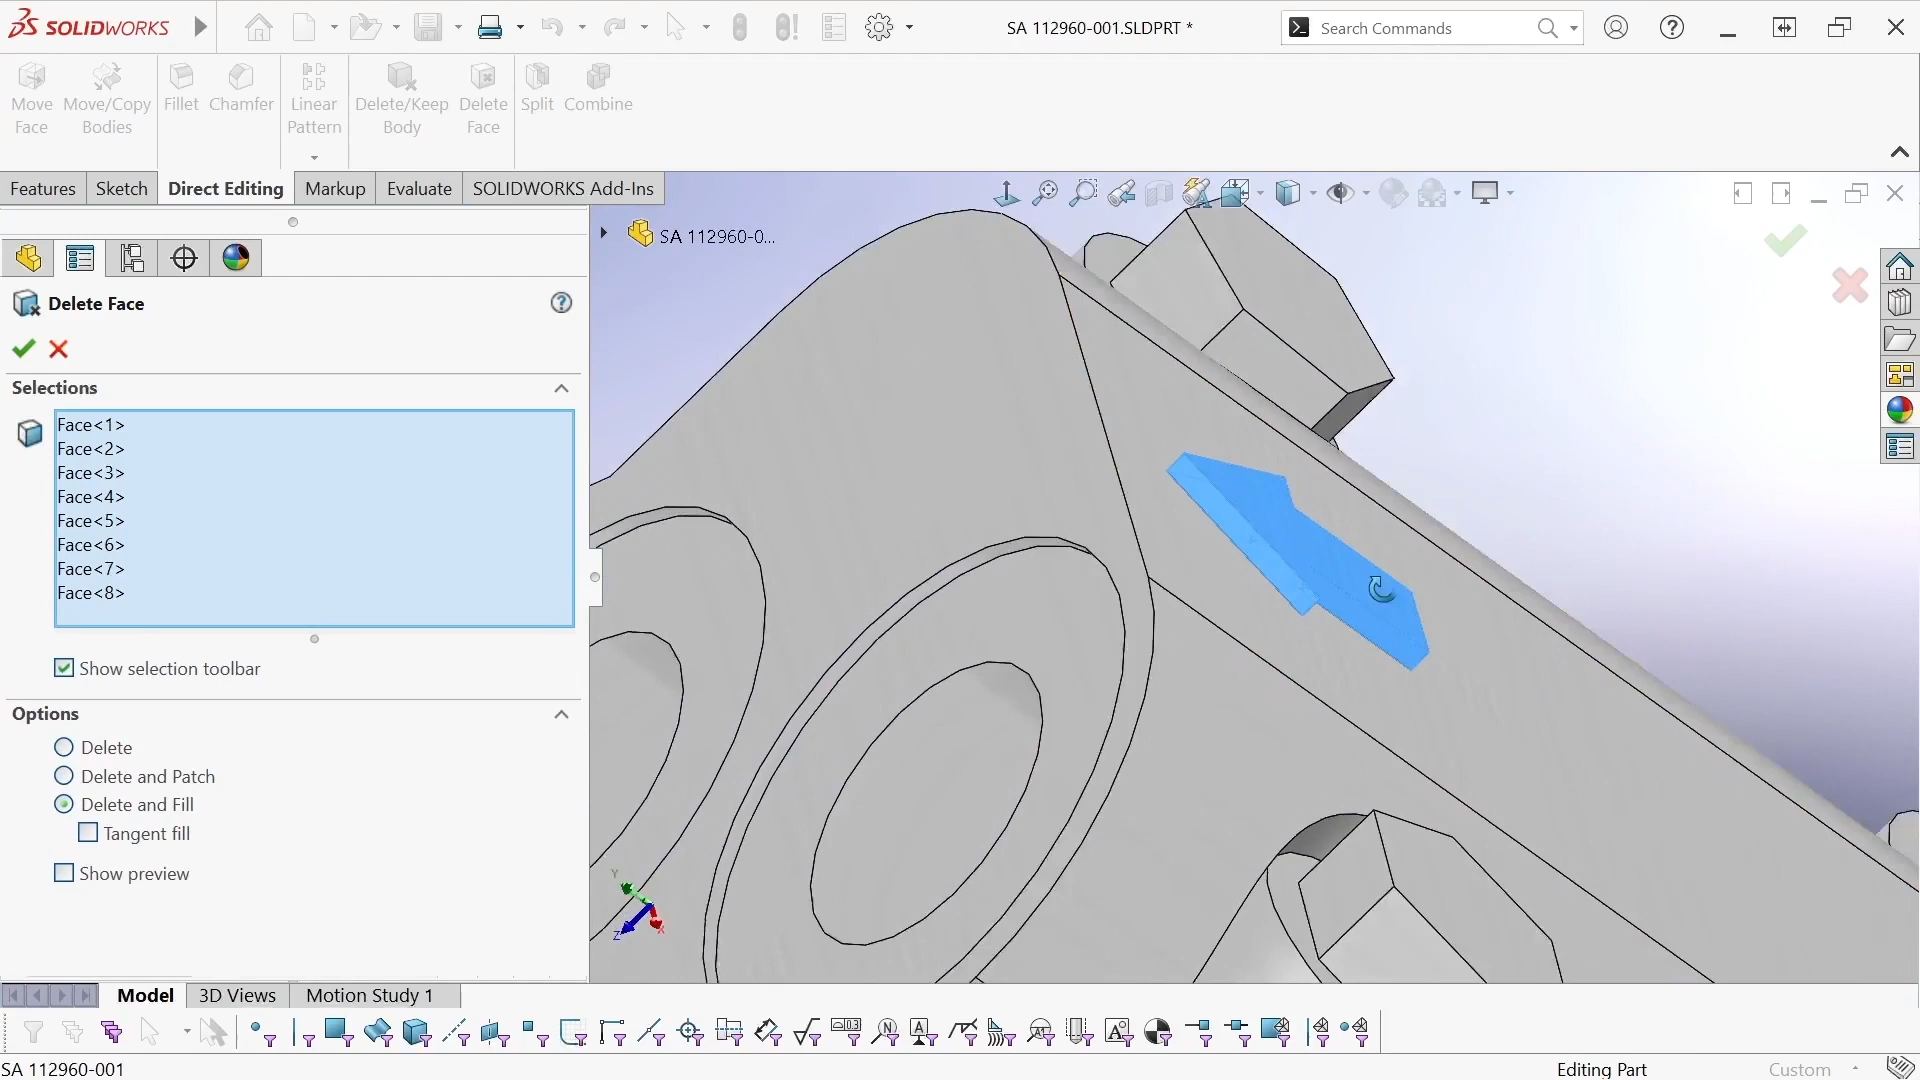 SOLIDWORKS
SA 112960-001.SLDPRT *
Search Commands
Move Face
Move/Copy Bodies
Fillet
Chamfer
Linear Pattern
Delete/Keep Body
Delete Face
Split
Combine
Features
Sketch
Direct Editing
Markup
Evaluate
SOLIDWORKS Add-Ins
SA 112960-0...
Delete Face
Selections
Face<1>
Face<2>
Face<3>
Face<4>
Face<5>
Face<6>
Face<7>
Face<8>
Show selection toolbar
Options
Delete
Delete and Patch
Delete and Fill
Tangent fill
Show preview
Y
Z
X
Model
3D Views
Motion Study 1
SA 112960-001
Editing Part
Custom